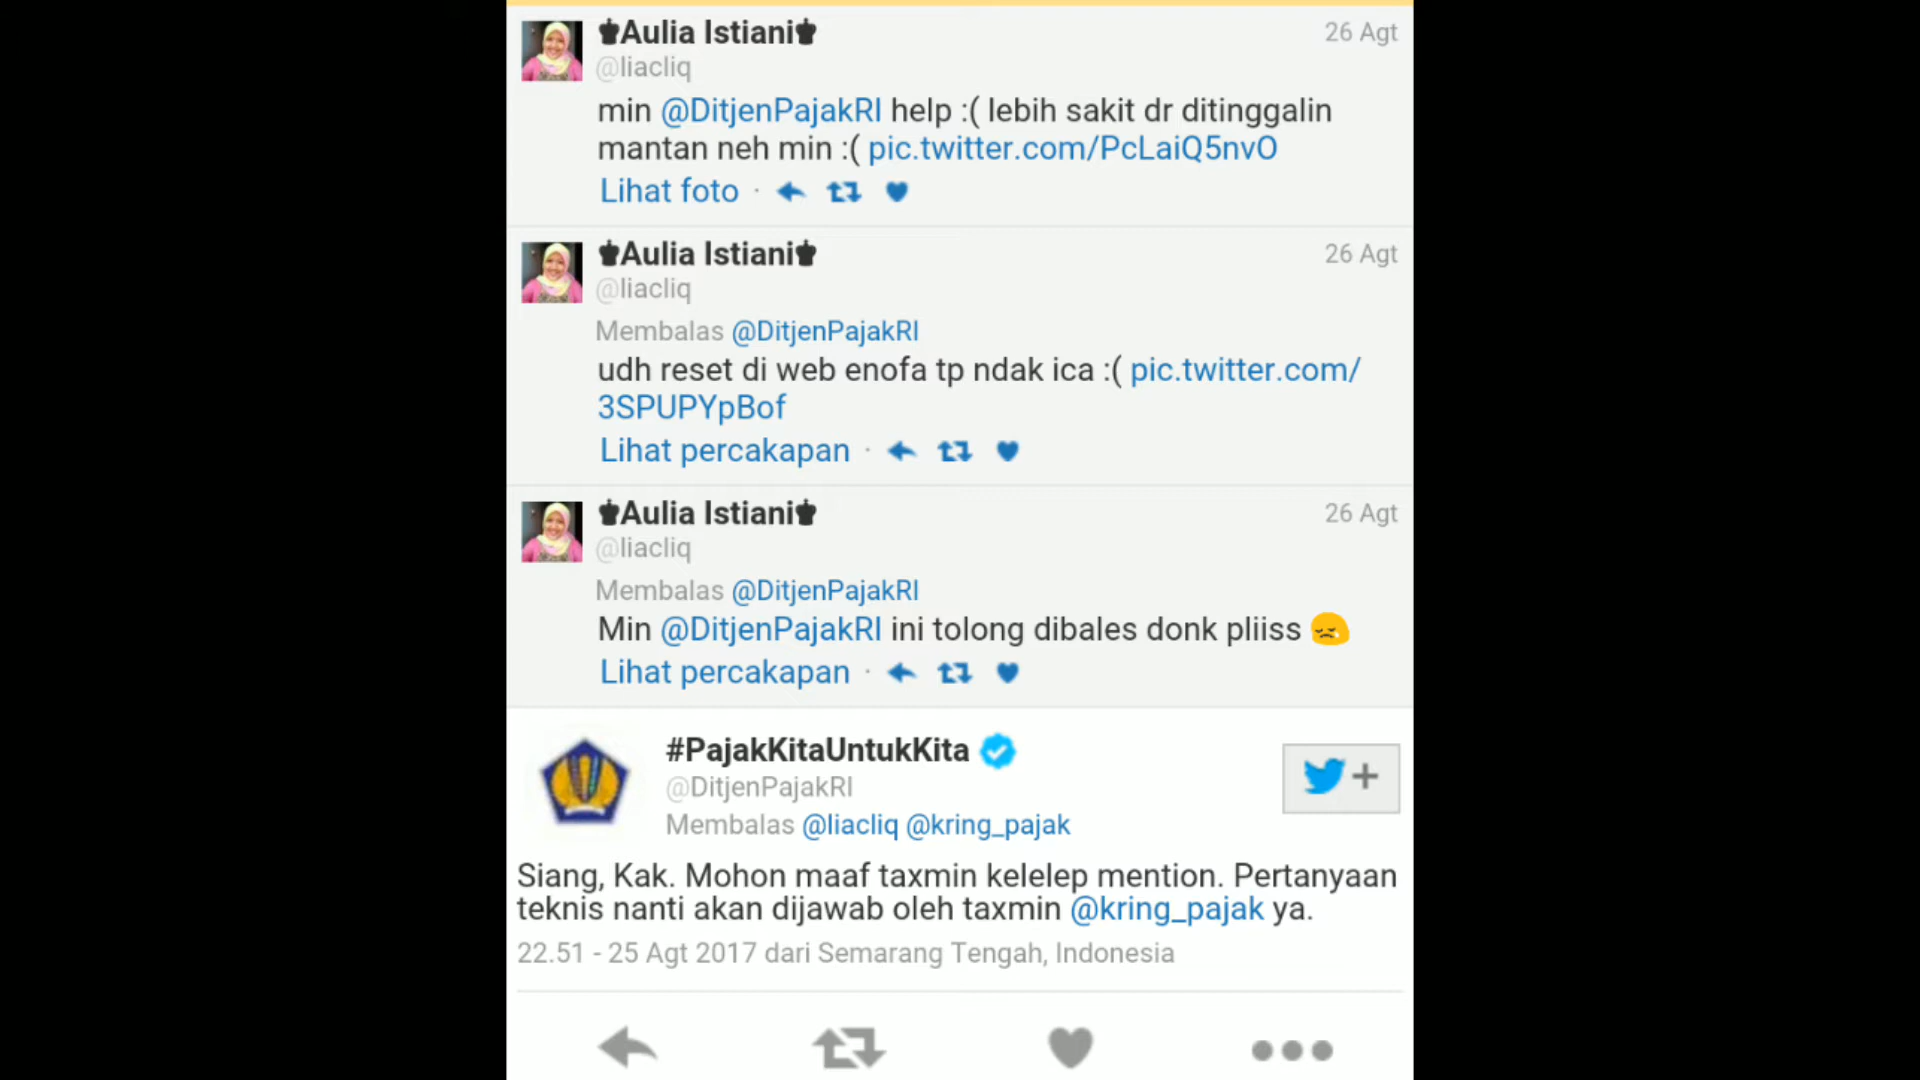 ♚Aulia Istiani♚ 26 Agt
@liacliq
min @DitjenPajakRI help :( lebih sakit dr ditinggalin
mantan neh min :( pic.twitter.com/PcLaiQ5nvO
Lihat foto ·
♚Aulia Istiani♚ 26 Agt
@liacliq
Membalas @DitjenPajakRI
udh reset di web enofa tp ndak ica :( pic.twitter.com/
3SPUPYpBof
Lihat percakapan ·
♚Aulia Istiani♚ 26 Agt
@liacliq
Membalas @DitjenPajakRI
Min @DitjenPajakRI ini tolong dibales donk pliiss 😢
Lihat percakapan ·
#PajakKitaUntukKita
@DitjenPajakRI
Membalas @liacliq @kring_pajak
Siang, Kak. Mohon maaf taxmin kelelep mention. Pertanyaan
teknis nanti akan dijawab oleh taxmin @kring_pajak ya.
22.51 - 25 Agt 2017 dari Semarang Tengah, Indonesia